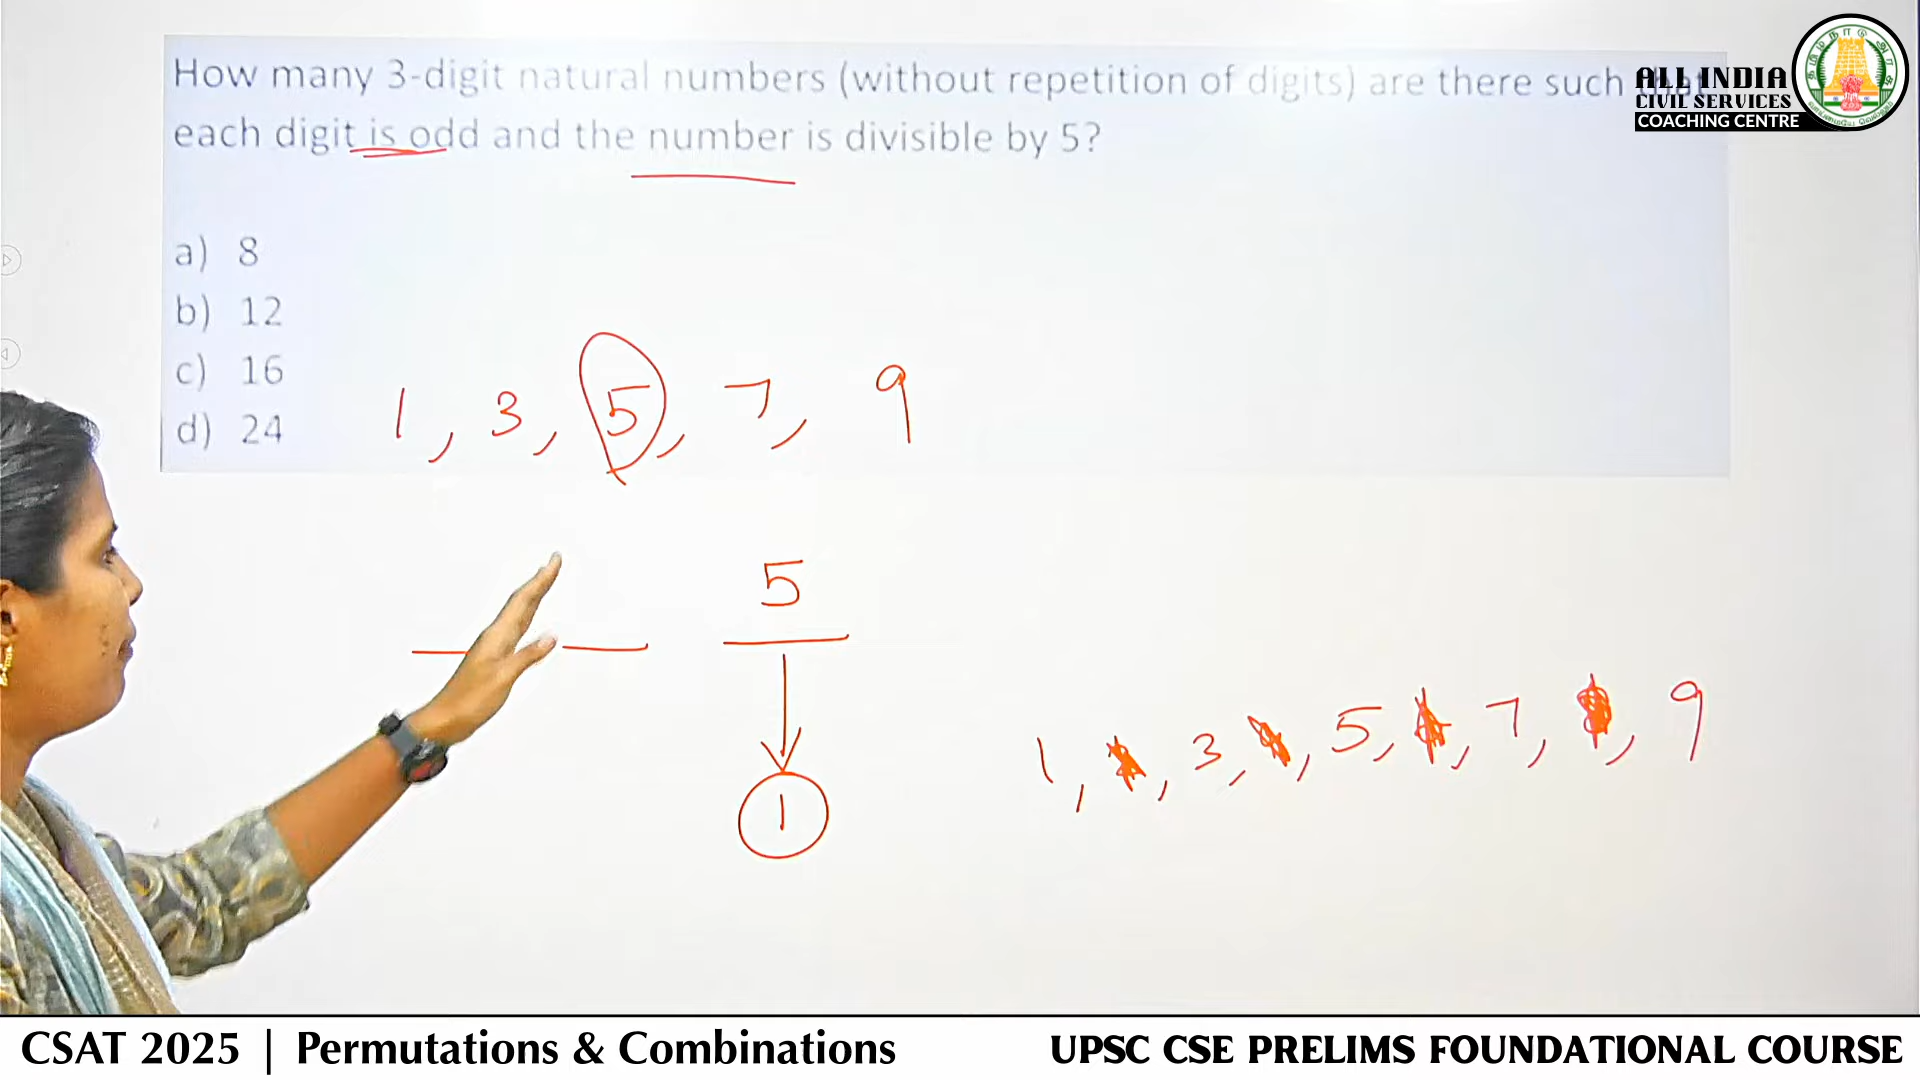 How many 3-digit natural numbers (without repetition of digits) are there such
each digit is odd and the number is divisible by 5?
ALL INDIA
CIVIL SERVICES
COACHING CENTRE
a) 8
b) 12
c) 16
d) 24
1, 3, 5, 7, 9
5
1
1, , 3, , 5, , 7, , 9
CSAT 2025 | Permutations & Combinations
UPSC CSE PRELIMS FOUNDATIONAL COURSE